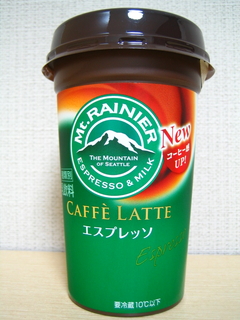 Mt. RAINIER
THE MOUNTAIN
OF SEATTLE
ESPRESSO & MILK
New
コーヒー感
UP!
CAFFÈ LATTE
エスプレッソ
Espresso
要冷蔵10℃以下